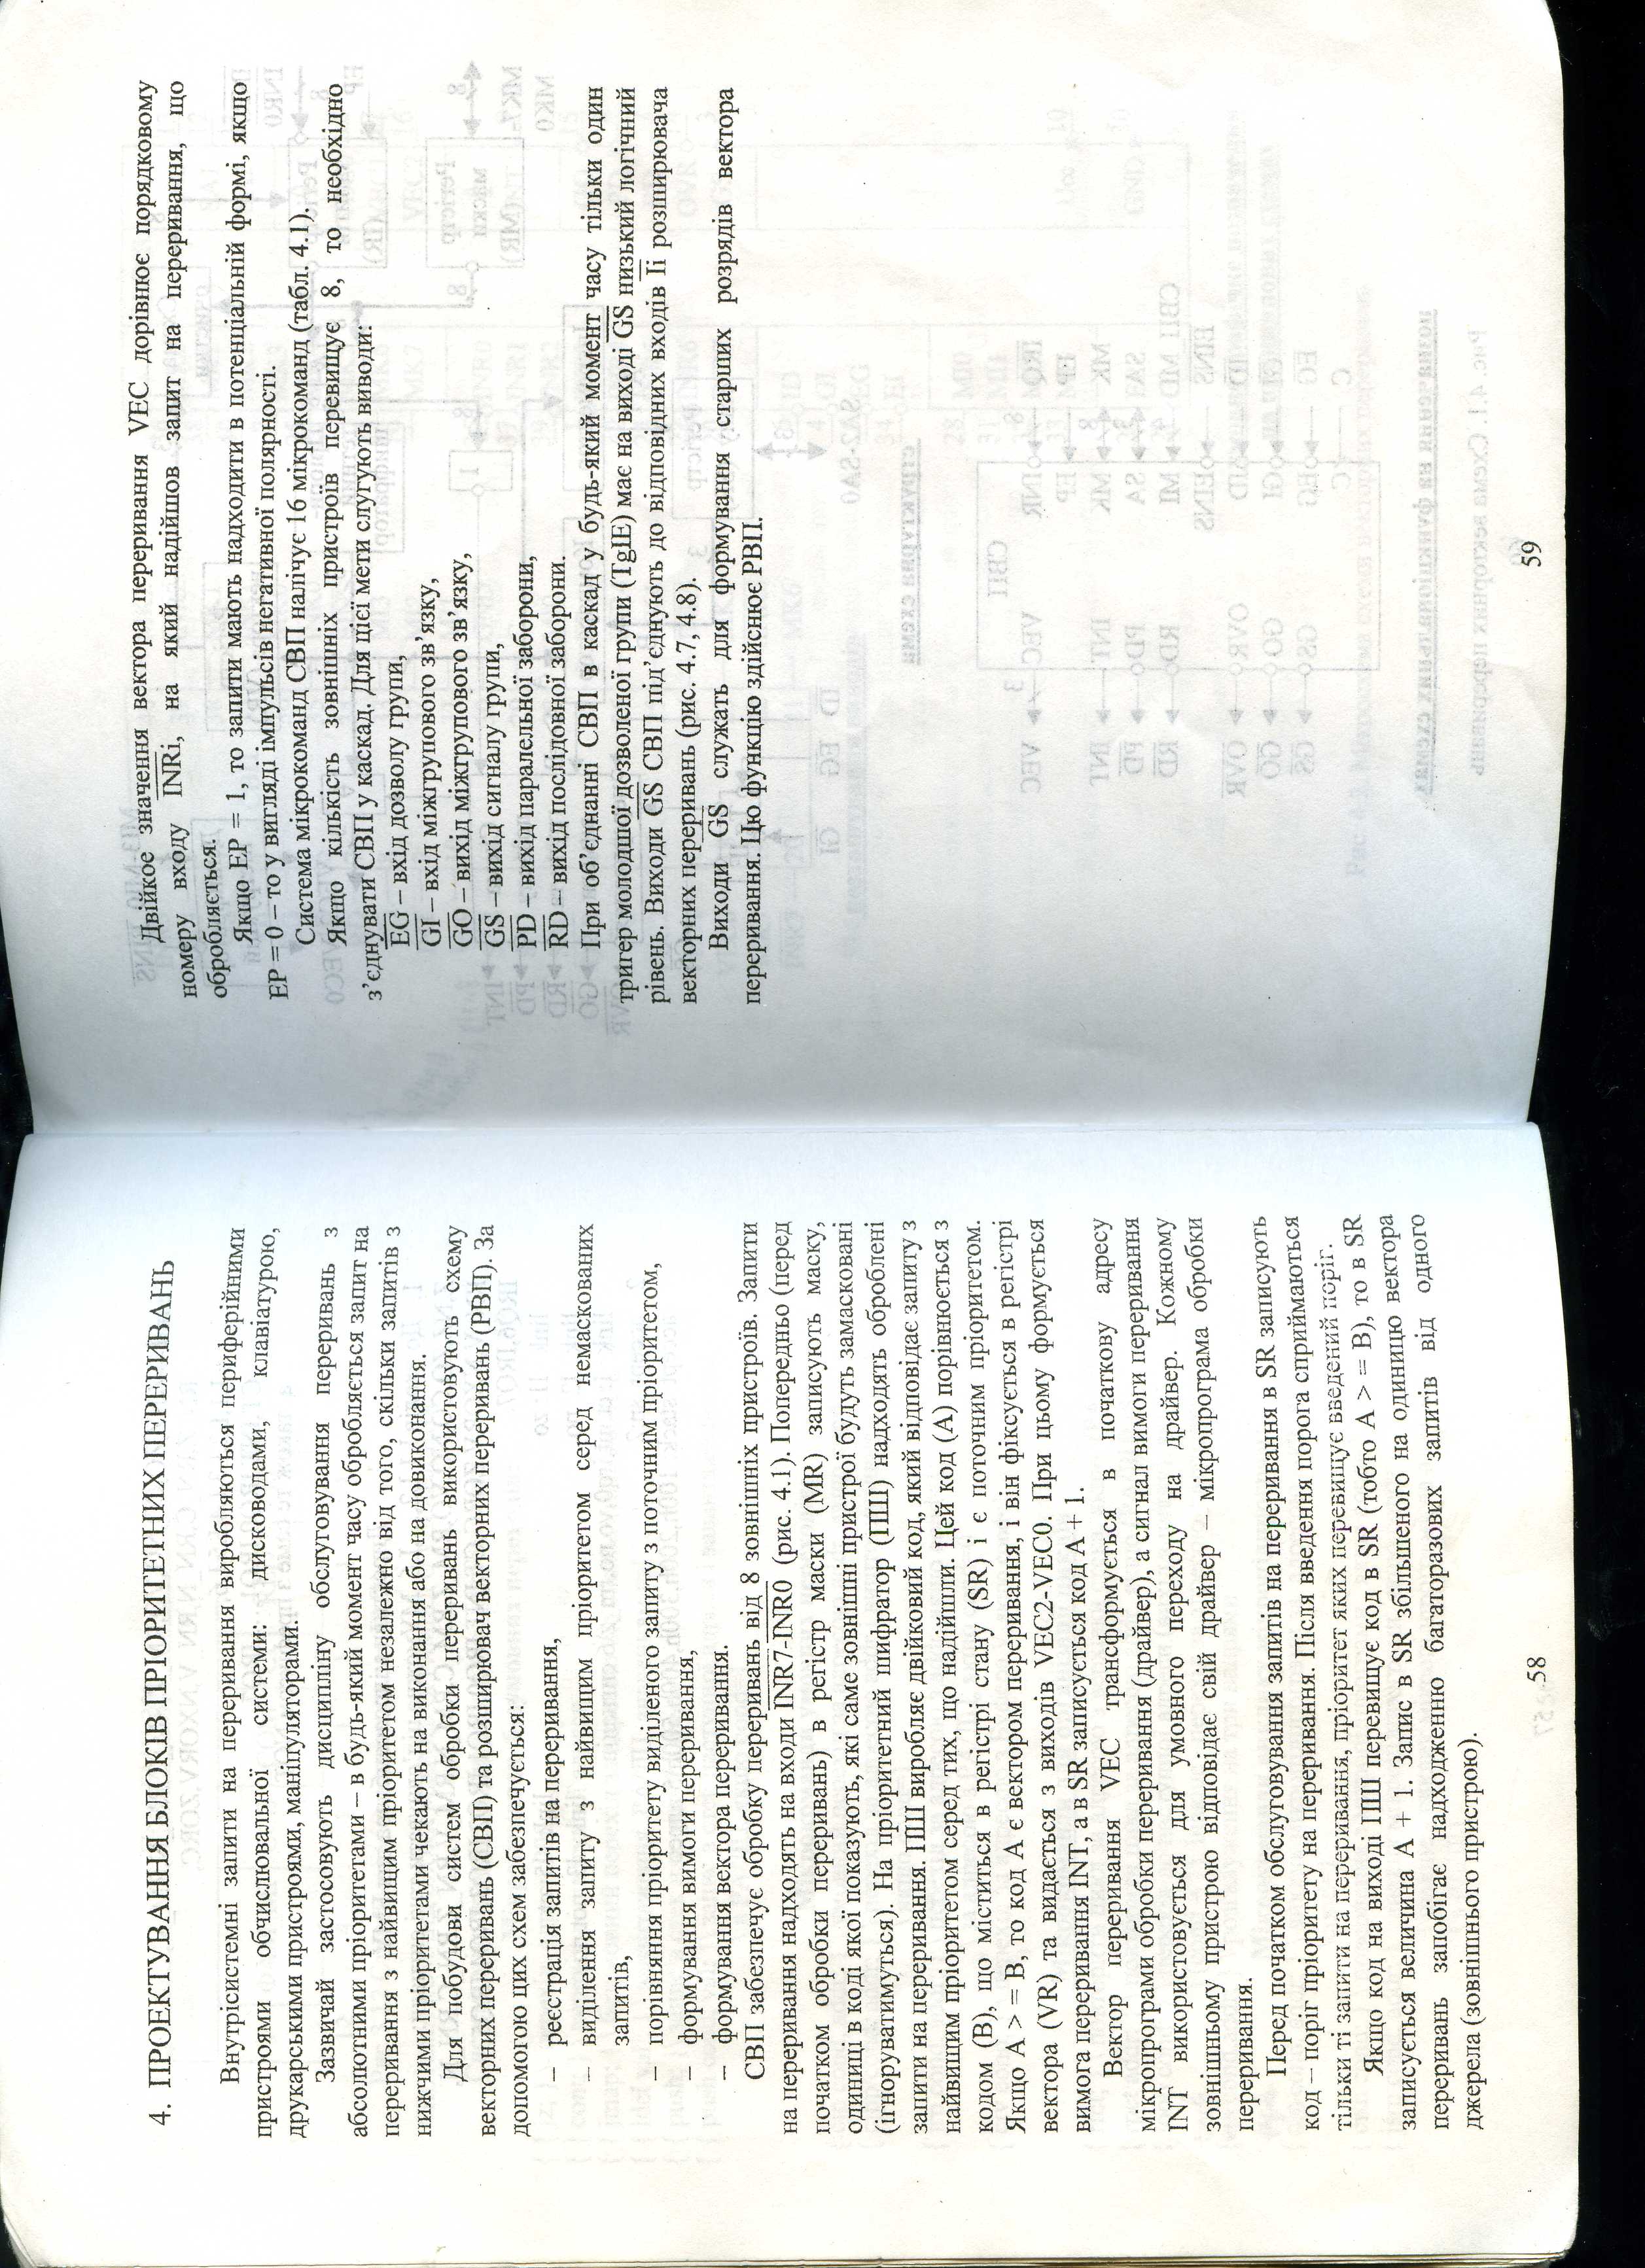 4. ПРОЕКТУВАННЯ БЛОКІВ ПРІОРИТЕТНИХ ПЕРЕРИВАНЬ
Внутрісистемні запити на переривання виробляються периферійними
пристроями обчислювальної системи: дисководами, клавіатурою,
друкарськими пристроями, маніпуляторами.
Зазвичай застосовують дисципліну обслуговування переривань з
абсолютними пріоритетами – в будь-який момент часу обробляється запит на
переривання з найвищим пріоритетом незалежно від того, скільки запитів з
нижчими пріоритетами чекають на виконання або на довиконання.
Для побудови систем обробки переривань використовують схему
векторних переривань (СВП) та розширювач векторних переривань (РВП). За
допомогою цих схем забезпечується:
– реєстрація запитів на переривання,
– виділення запиту з найвищим пріоритетом серед немаскованих
запитів,
– порівняння пріоритету виділеного запиту з поточним пріоритетом,
– формування вимоги переривання,
– формування вектора переривання.
СВП забезпечує обробку переривань від 8 зовнішніх пристроїв. Запити
на переривання надходять на входи INR7-INR0 (рис. 4.1). Попередньо (перед
початком обробки переривань) в регістр маски (MR) записують маску,
одиниці в коді якої показують, які саме зовнішні пристрої будуть замасковані
(ігноруватимуться). На пріоритетний шифратор (ПШ) надходять оброблені
запити на переривання. ПШ виробляє двійковий код, який відповідає запиту з
найвищим пріоритетом серед тих, що надійшли. Цей код (А) порівнюється з
кодом (В), що міститься в регістрі стану (SR) і є поточним пріоритетом.
Якщо А > = В, то код А є вектором переривання, і він фіксується в регістрі
вектора (VR) та видається з виходів VEC2-VEC0. При цьому формується
вимога переривання INT, а в SR записується код А + 1.
Вектор переривання VEC трансформується в початкову адресу
мікропрограми обробки переривання (драйвер), а сигнал вимоги переривання
INT використовується для умовного переходу на драйвер. Кожному
зовнішньому пристрою відповідає свій драйвер – мікропрограма обробки
переривання.
Перед початком обслуговування запитів на переривання в SR записують
код – поріг пріоритету на переривання. Після введення порога сприймаються
тільки ті запити на переривання, пріоритет яких перевищує введений поріг.
Якщо код на виході ПШ перевищує код в SR (тобто А > = В), то в SR
записується величина А + 1. Запис в SR збільшеного на одиницю вектора
переривань запобігає надходженню багаторазових запитів від одного
джерела (зовнішнього пристрою).
58
Двійкое значення вектора переривання VEC дорівнює порядковому
номеру входу INRi, на який надійшов запит на переривання, що
обробляється.
Якщо ЕР = 1, то запити мають надходити в потенціальній формі, якщо
ЕР = 0 – то у вигляді імпульсів негативної полярності.
Система мікрокоманд СВП налічує 16 мікрокоманд (табл. 4.1).
Якщо кількість зовнішніх пристроїв перевищує 8, то необхідно
з'єднувати СВП у каскад. Для цієї мети слугують виводи:
EG – вхід дозволу групи,
GI – вхід міжгрупового зв'язку,
GO – вихід міжгрупового зв'язку,
GS – вихід сигналу групи,
PD – вихід паралельної заборони,
RD – вихід послідовної заборони.
При об'єднанні СВП в каскад у будь-який момент часу тільки один
тригер молодшої дозволеної групи (TgIE) має на виході GS низький логічний
рівень. Виходи GS СВП під'єднують до відповідних входів Ii розширювача
векторних переривань (рис. 4.7, 4.8).
Виходи GS служать для формування старших розрядів вектора
переривання. Цю функцію здійснює РВП.
59